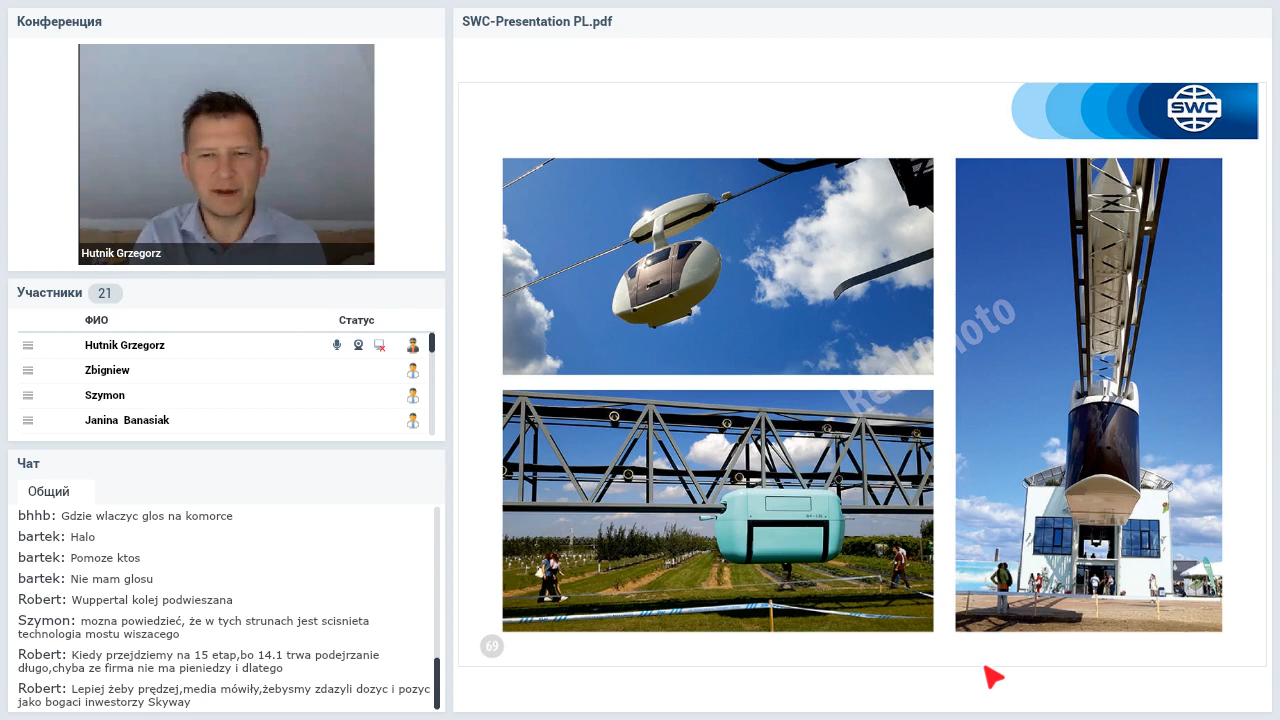 Конференция
Hutnik Grzegorz
Участники 21
ФИО Статус
Hutnik Grzegorz
Zbigniew
Szymon
Janina Banasiak
Чат
Общий
bhhb: Gdzie właczyc glos na komorce
bartek: Halo
bartek: Pomoze ktos
bartek: Nie mam glosu
Robert: Wuppertal kolej podwieszana
Szymon: mozna powiedzieć, że w tych strunach jest scisnieta
technologia mostu wiszacego
Robert: Kiedy przejdziemy na 15 etap,bo 14.1 trwa podejrzanie
długo,chyba ze firma nie ma pieniedzy i dlatego
Robert: Lepiej żeby prędzej,media mówiły,żebysmy zdazyli dozyc i pozyc
jako bogaci inwestorzy Skyway
SWC-Presentation PL.pdf
SWC
69